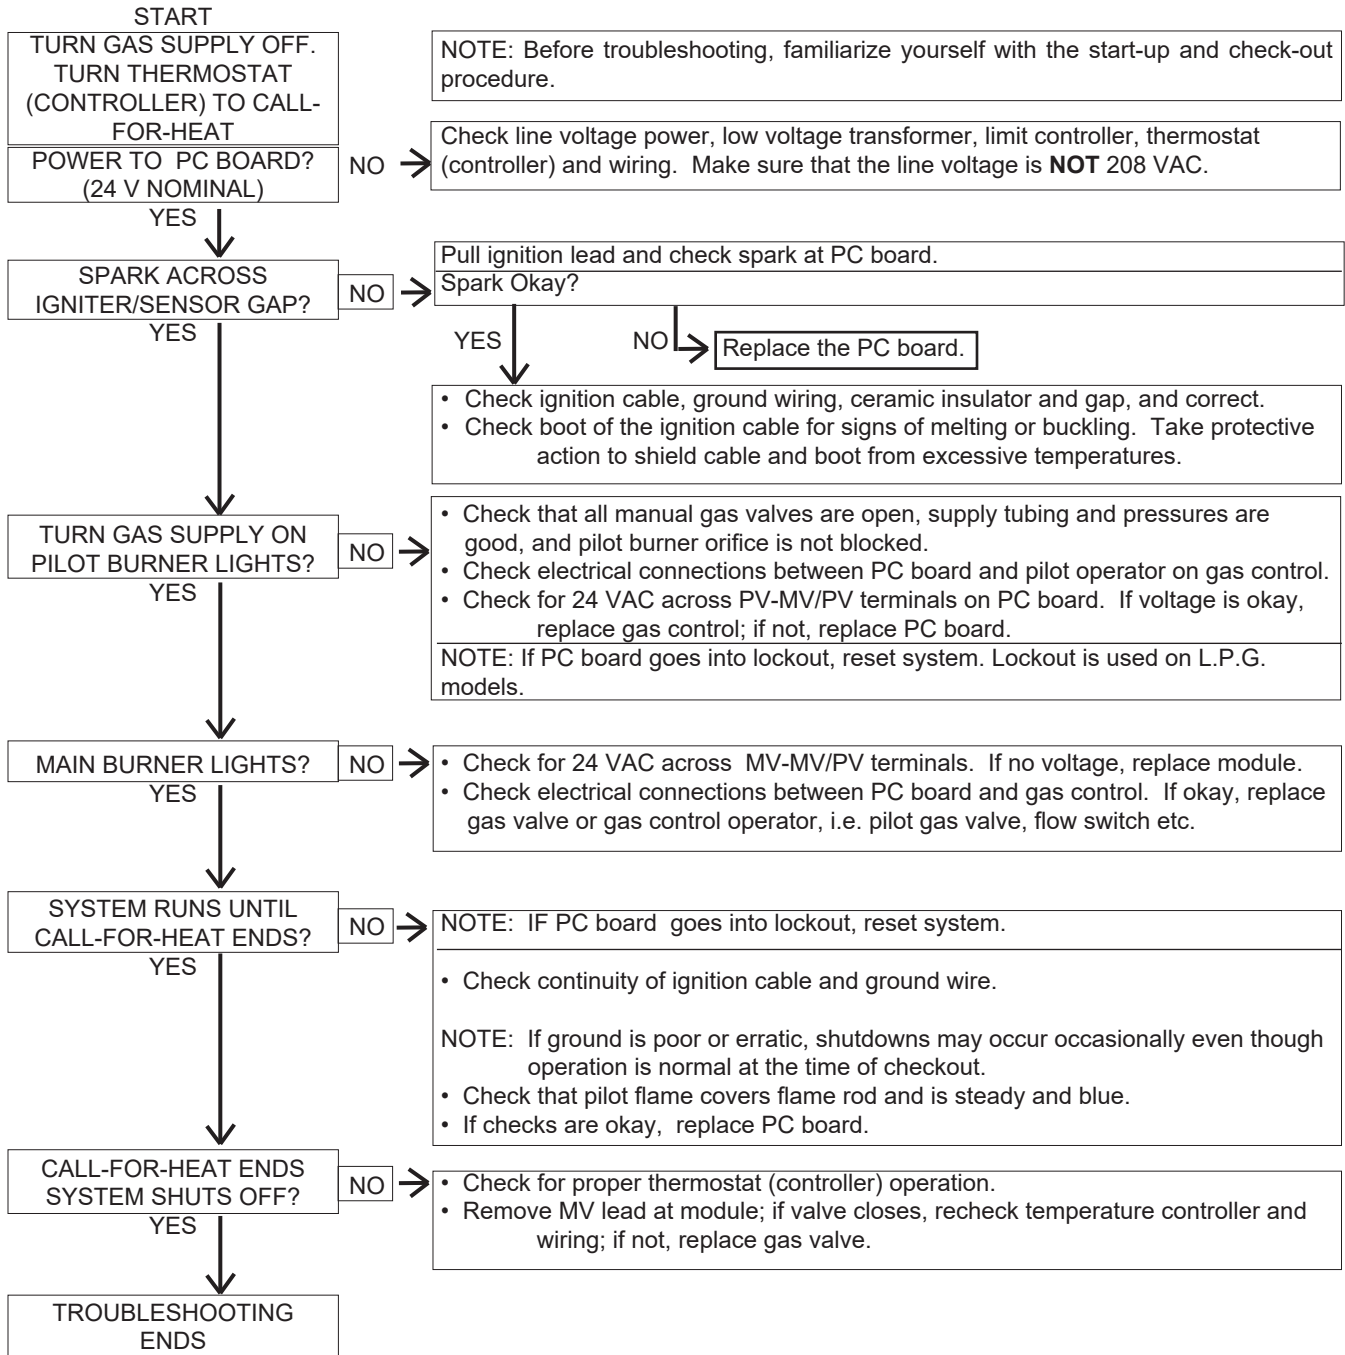 START
TURN GAS SUPPLY OFF.
TURN THERMOSTAT
(CONTROLLER) TO CALL-
FOR-HEAT
NOTE: Before troubleshooting, familiarize yourself with the start-up and check-out
procedure.
POWER TO PC BOARD?
(24 V NOMINAL)
NO
Check line voltage power, low voltage transformer, limit controller, thermostat
(controller) and wiring. Make sure that the line voltage is NOT 208 VAC.
YES
SPARK ACROSS
IGNITER/SENSOR GAP?
NO
Pull ignition lead and check spark at PC board.
Spark Okay?
YES
YES
NO
Replace the PC board.
• Check ignition cable, ground wiring, ceramic insulator and gap, and correct.
• Check boot of the ignition cable for signs of melting or buckling. Take protective
action to shield cable and boot from excessive temperatures.
TURN GAS SUPPLY ON
PILOT BURNER LIGHTS?
NO
• Check that all manual gas valves are open, supply tubing and pressures are
good, and pilot burner orifice is not blocked.
• Check electrical connections between PC board and pilot operator on gas control.
• Check for 24 VAC across PV-MV/PV terminals on PC board. If voltage is okay,
replace gas control; if not, replace PC board.
NOTE: If PC board goes into lockout, reset system. Lockout is used on L.P.G.
models.
YES
MAIN BURNER LIGHTS?
NO
• Check for 24 VAC across MV-MV/PV terminals. If no voltage, replace module.
• Check electrical connections between PC board and gas control. If okay, replace
gas valve or gas control operator, i.e. pilot gas valve, flow switch etc.
YES
SYSTEM RUNS UNTIL
CALL-FOR-HEAT ENDS?
NO
NOTE: IF PC board goes into lockout, reset system.
• Check continuity of ignition cable and ground wire.
NOTE: If ground is poor or erratic, shutdowns may occur occasionally even though
operation is normal at the time of checkout.
• Check that pilot flame covers flame rod and is steady and blue.
• If checks are okay, replace PC board.
YES
CALL-FOR-HEAT ENDS
SYSTEM SHUTS OFF?
NO
• Check for proper thermostat (controller) operation.
• Remove MV lead at module; if valve closes, recheck temperature controller and
wiring; if not, replace gas valve.
YES
TROUBLESHOOTING
ENDS